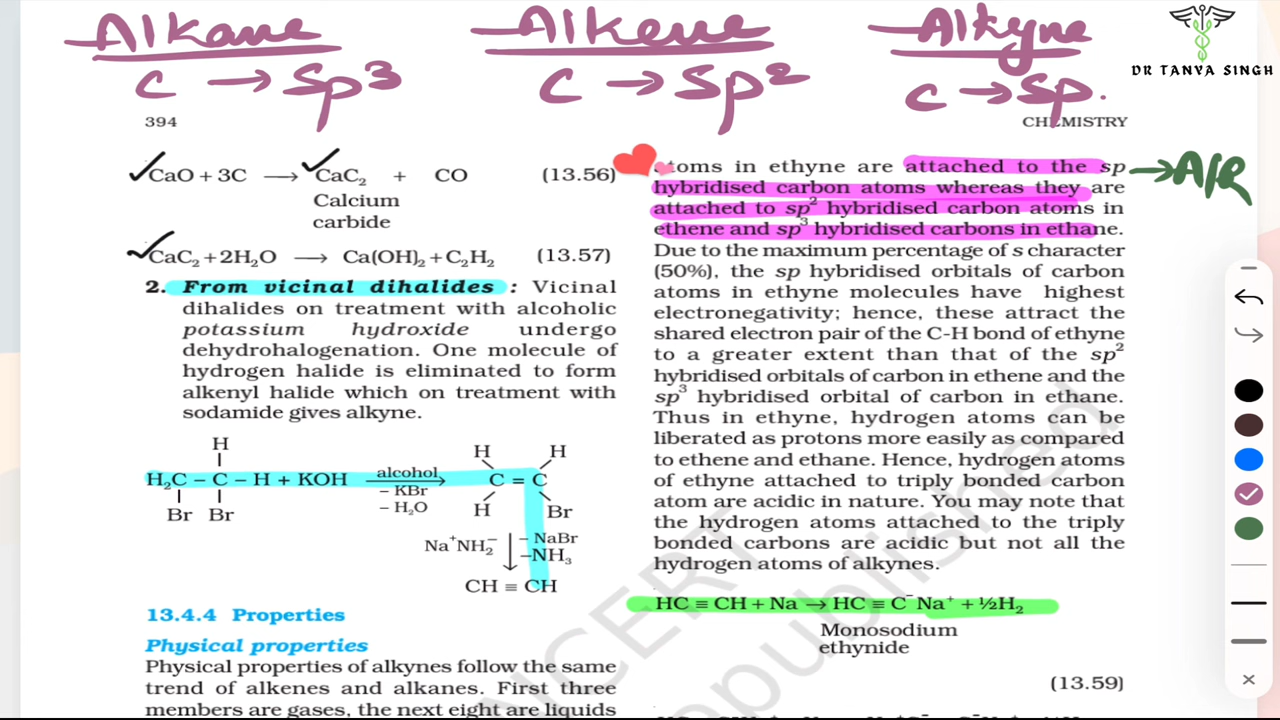 Alkane Alkene Alkyne
C → Sp3 C → Sp2 C → Sp.
DR TANYA SINGH
394 CHEMISTRY
CaO + 3C ⟶ CaC₂ + CO (13.56)
Calcium
carbide
CaC₂ + 2H₂O ⟶ Ca(OH)₂ + C₂H₂ (13.57)
2. From vicinal dihalides : Vicinal
dihalides on treatment with alcoholic
potassium hydroxide undergo
dehydrohalogenation. One molecule of
hydrogen halide is eliminated to form
alkenyl halide which on treatment with
sodamide gives alkyne.
H H H
H₂C – C – H + KOH alcohol C = C
– KBr
– H₂O
Br Br H Br
Na⁺NH₂⁻ – NaBr
–NH₃
CH ≡ CH
13.4.4 Properties
Physical properties
Physical properties of alkynes follow the same
trend of alkenes and alkanes. First three
members are gases, the next eight are liquids
toms in ethyne are attached to the sp → A/R
hybridised carbon atoms whereas they are
attached to sp² hybridised carbon atoms in
ethene and sp³ hybridised carbons in ethane.
Due to the maximum percentage of s character
(50%), the sp hybridised orbitals of carbon
atoms in ethyne molecules have highest
electronegativity; hence, these attract the
shared electron pair of the C-H bond of ethyne
to a greater extent than that of the sp²
hybridised orbitals of carbon in ethene and the
sp³ hybridised orbital of carbon in ethane.
Thus in ethyne, hydrogen atoms can be
liberated as protons more easily as compared
to ethene and ethane. Hence, hydrogen atoms
of ethyne attached to triply bonded carbon
atom are acidic in nature. You may note that
the hydrogen atoms attached to the triply
bonded carbons are acidic but not all the
hydrogen atoms of alkynes.
HC ≡ CH + Na → HC ≡ C⁻Na⁺ + ½H₂
Monosodium
ethynide
(13.59)
NCERT
published